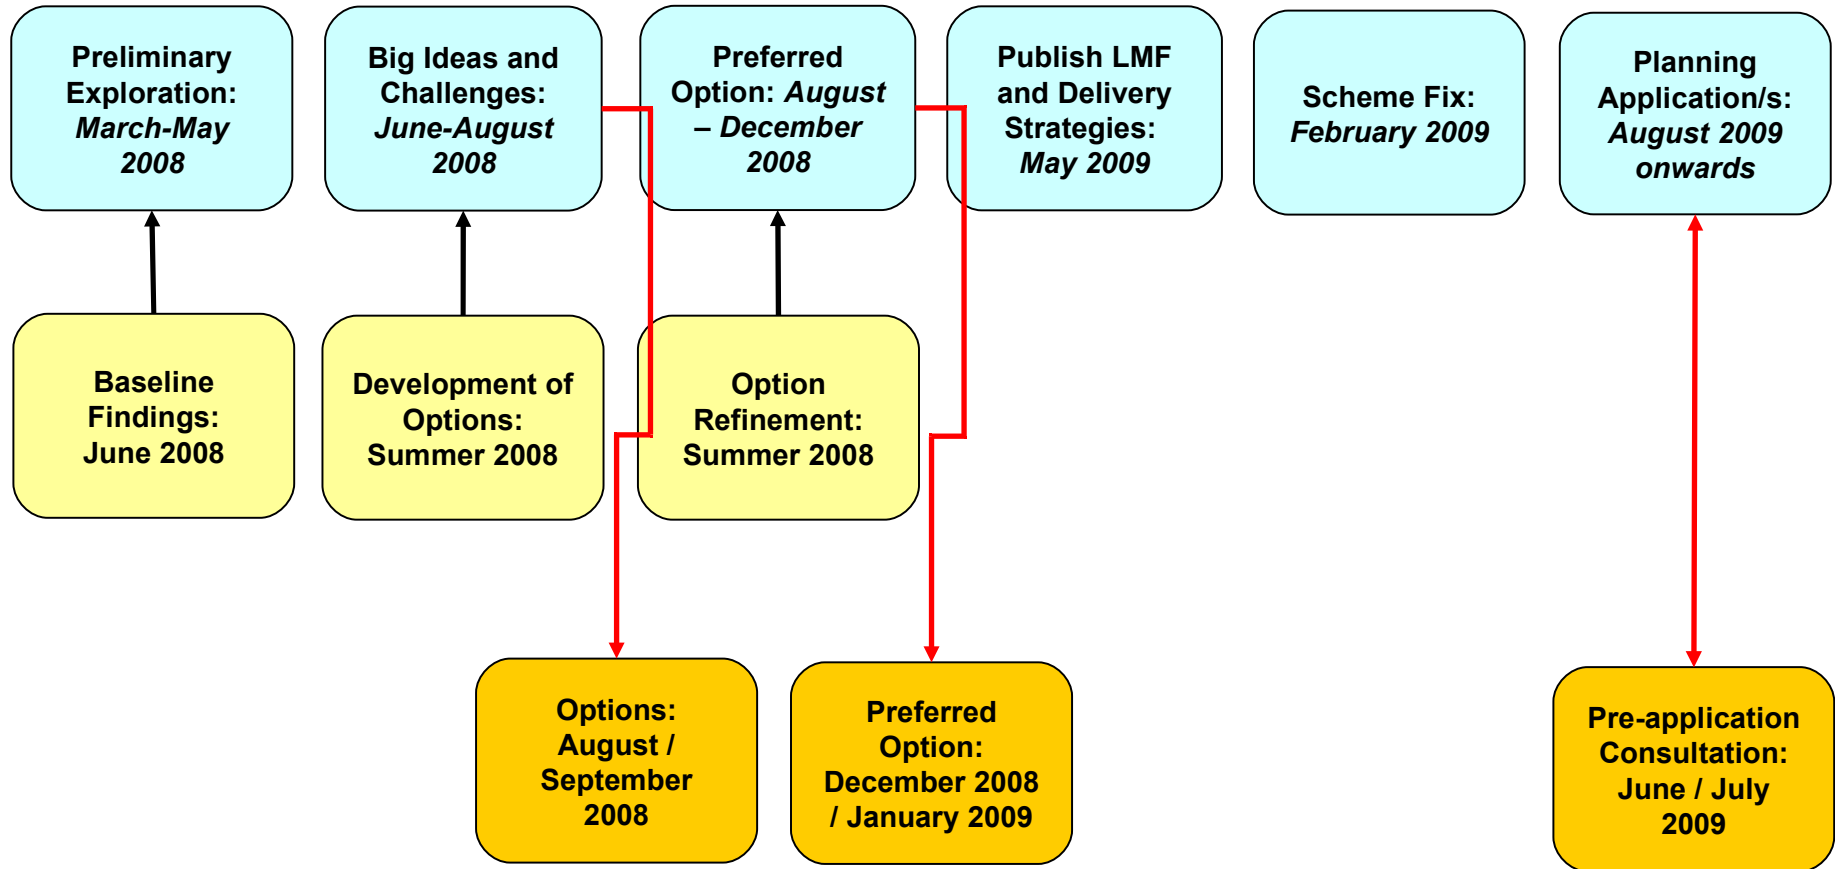 Preliminary
Exploration:
March-May
2008
Big Ideas and
Challenges:
June-August
2008
Preferred
Option: August
– December
2008
Publish LMF
and Delivery
Strategies:
May 2009
Scheme Fix:
February 2009
Planning
Application/s:
August 2009
onwards
Baseline
Findings:
June 2008
Development of
Options:
Summer 2008
Option
Refinement:
Summer 2008
Options:
August /
September
2008
Preferred
Option:
December 2008
/ January 2009
Pre-application
Consultation:
June / July
2009